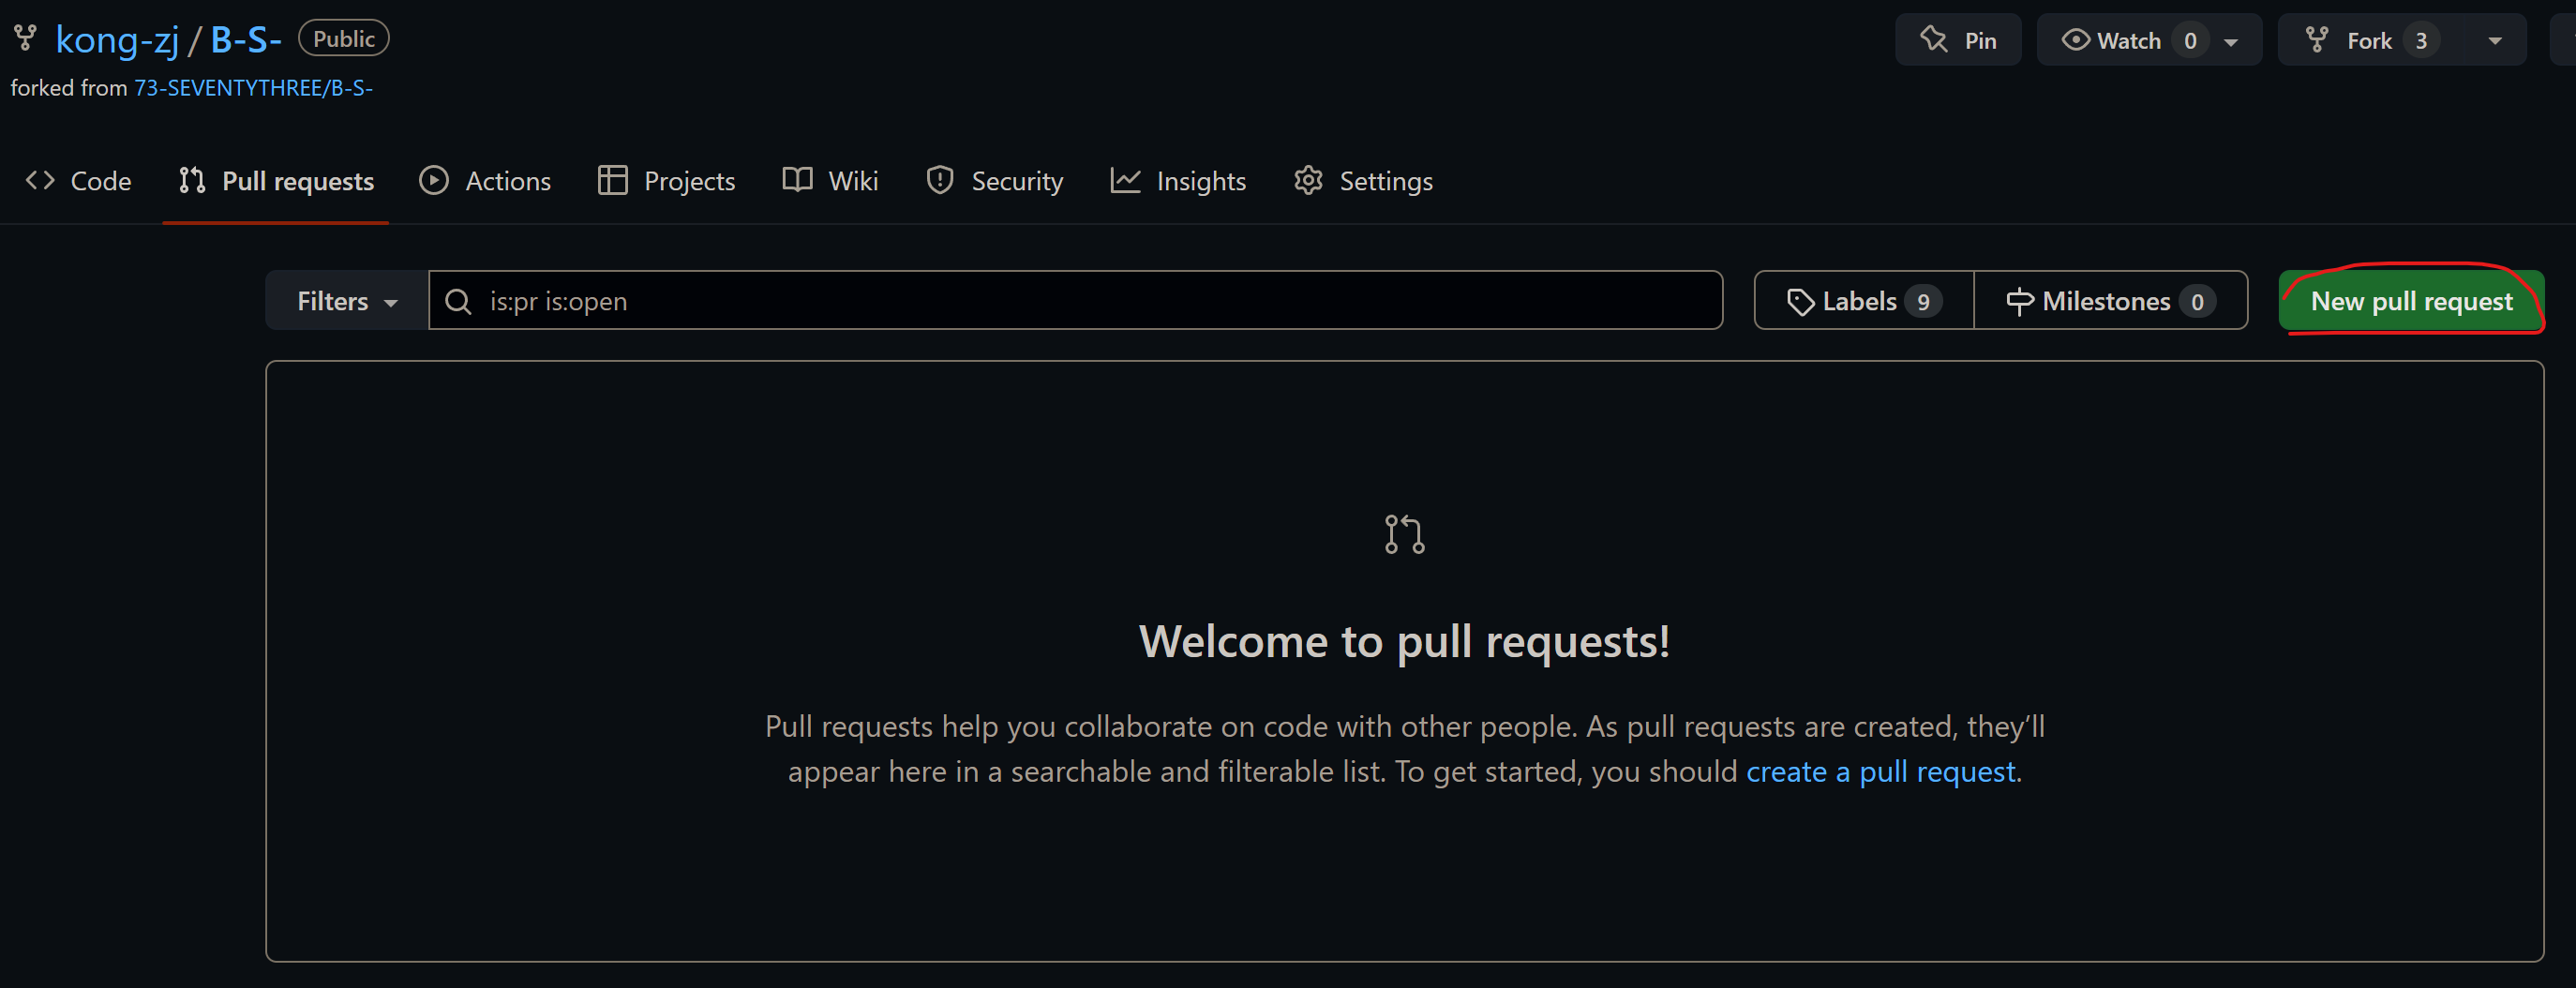 kong-zj / B-S- Public
Pin Watch 0 Fork 3
forked from 73-SEVENTYTHREE/B-S-
Code Pull requests Actions Projects Wiki Security Insights Settings
Filters is:pr is:open Labels 9 Milestones 0 New pull request
Welcome to pull requests!
Pull requests help you collaborate on code with other people. As pull requests are created, they’ll
appear here in a searchable and filterable list. To get started, you should create a pull request.